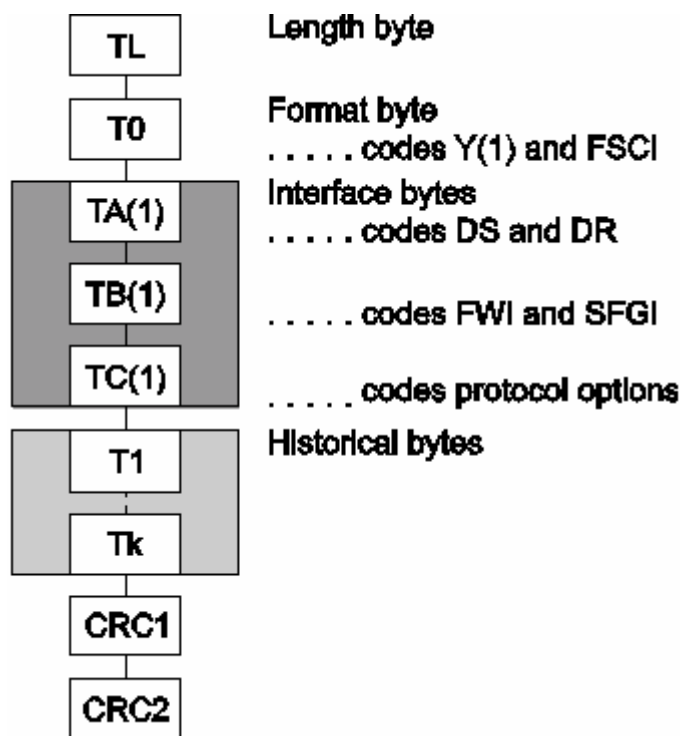 TL Length byte
T0 Format byte
. . . . . codes Y(1) and FSCI
TA(1) Interface bytes
. . . . . codes DS and DR
TB(1) . . . . . codes FWI and SFGI
TC(1) . . . . . codes protocol options
T1 Historical bytes
Tk
CRC1
CRC2